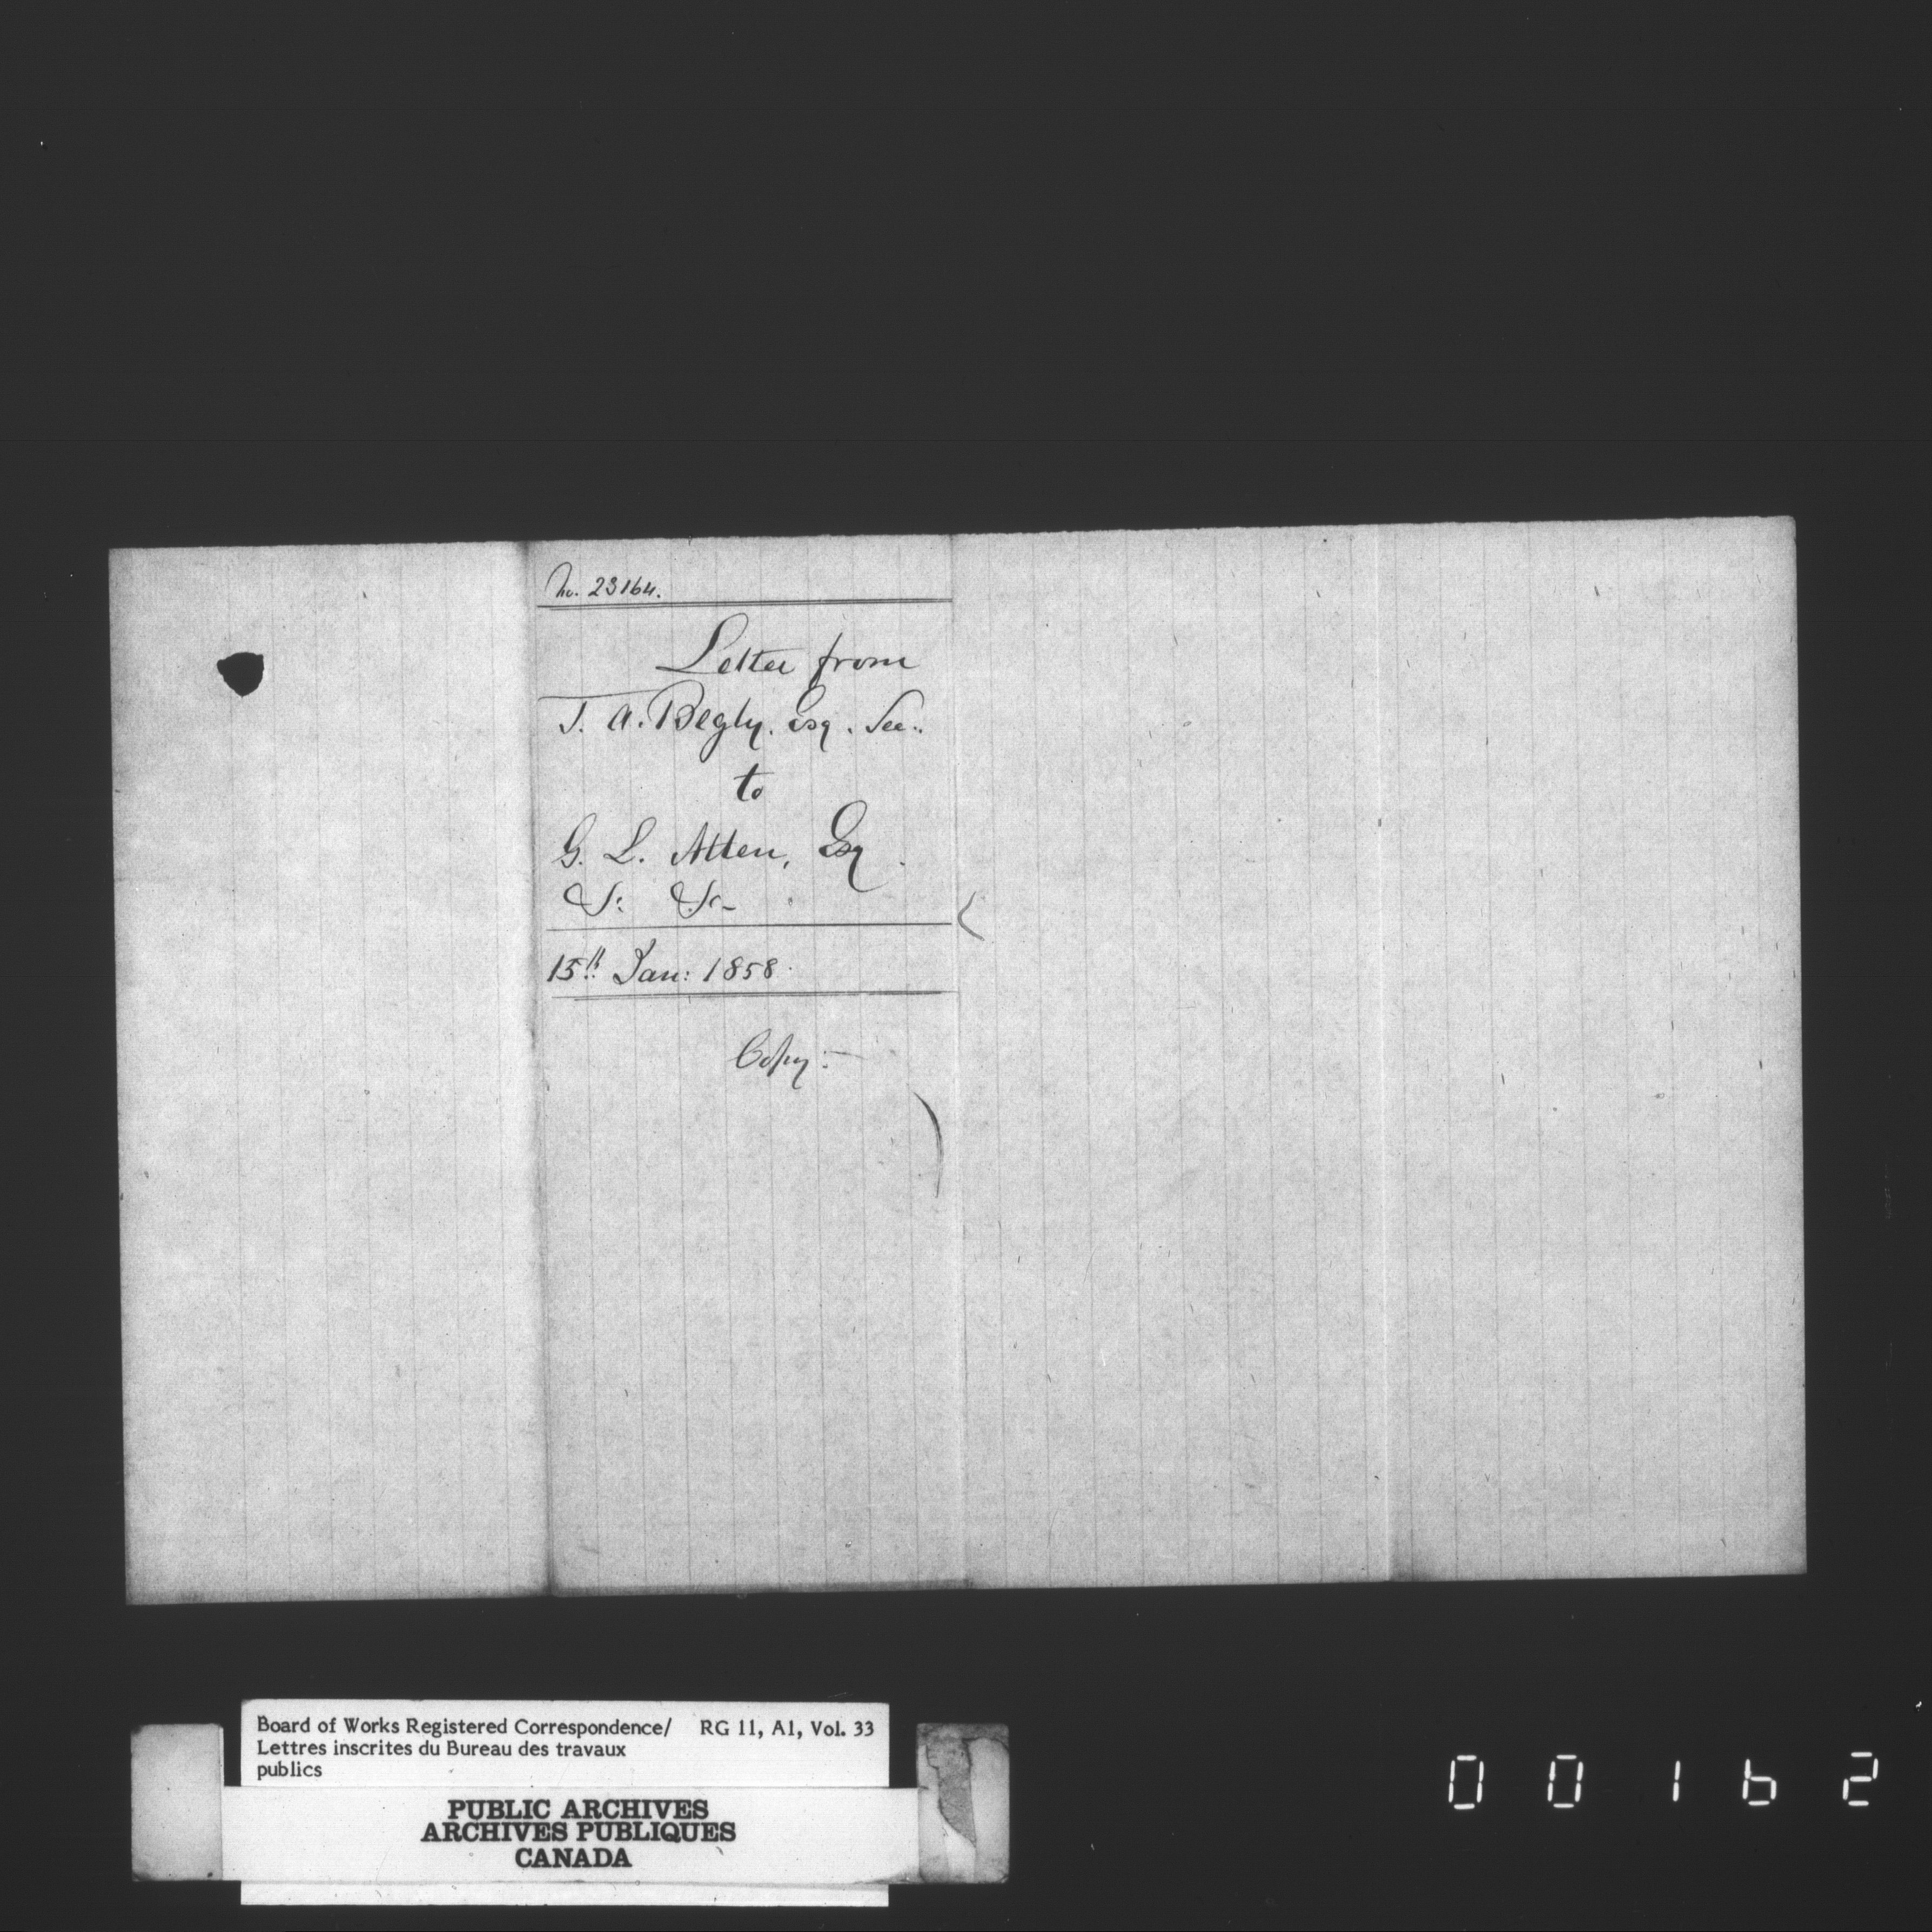 No. 23164.
Letter from
T. A. Begly. Esq. Sec:.
to
G. L. Allen, Esq.
&c: &c-
15th Jan: 1858.
Copy:-
Board of Works Registered Correspondence/ RG 11, A1, Vol. 33
Lettres inscrites du Bureau des travaux
publics
PUBLIC ARCHIVES
ARCHIVES PUBLIQUES
CANADA
00162